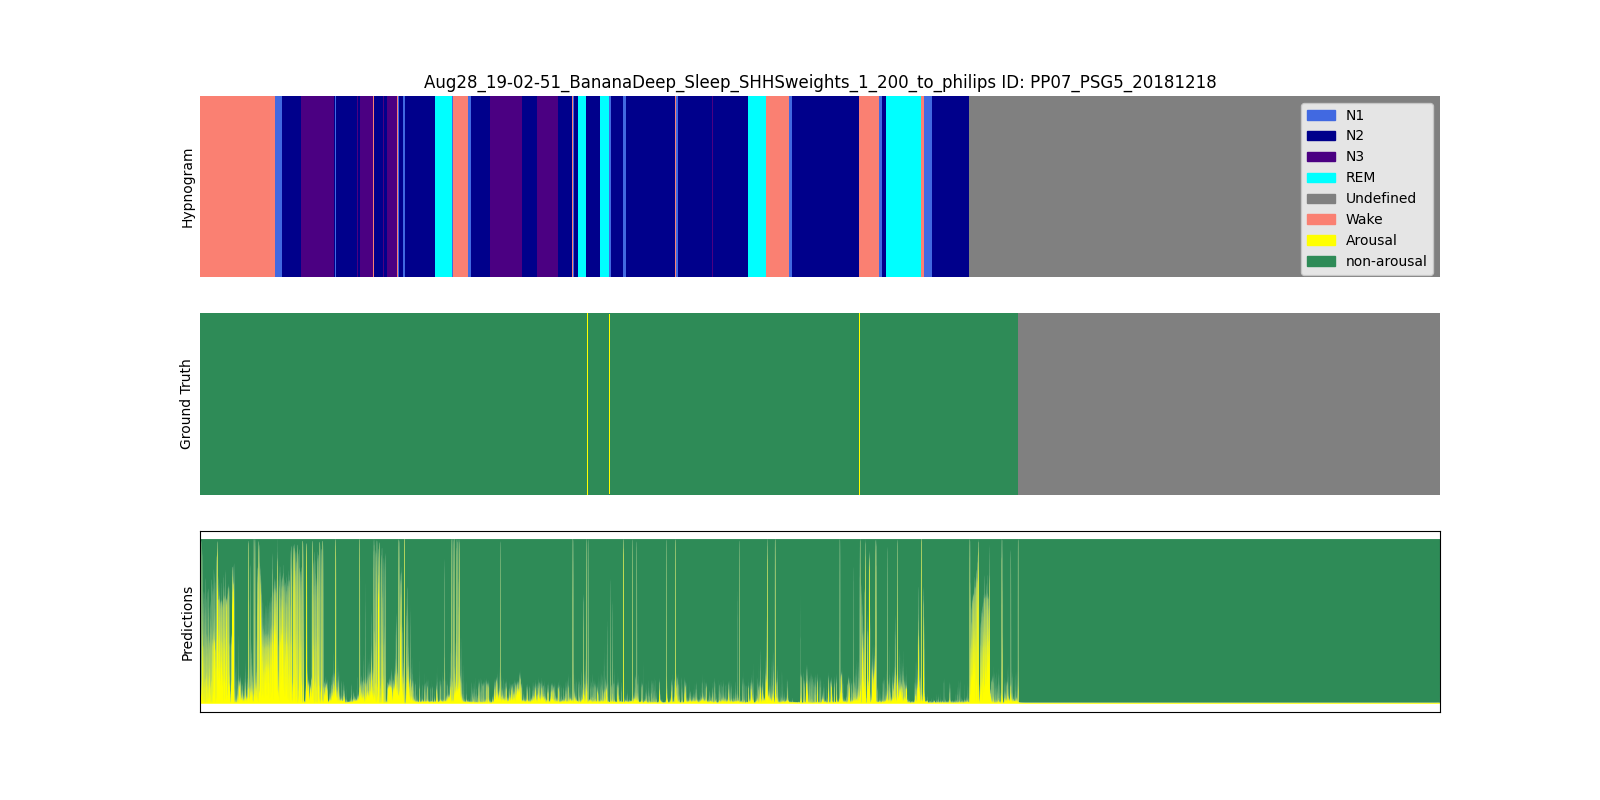 Aug28_19-02-51_BananaDeep_Sleep_SHHSweights_1_200_to_philips ID: PP07_PSG5_20181218
Hypnogram
N1
N2
N3
REM
Undefined
Wake
Arousal
non-arousal
Ground Truth
Predictions